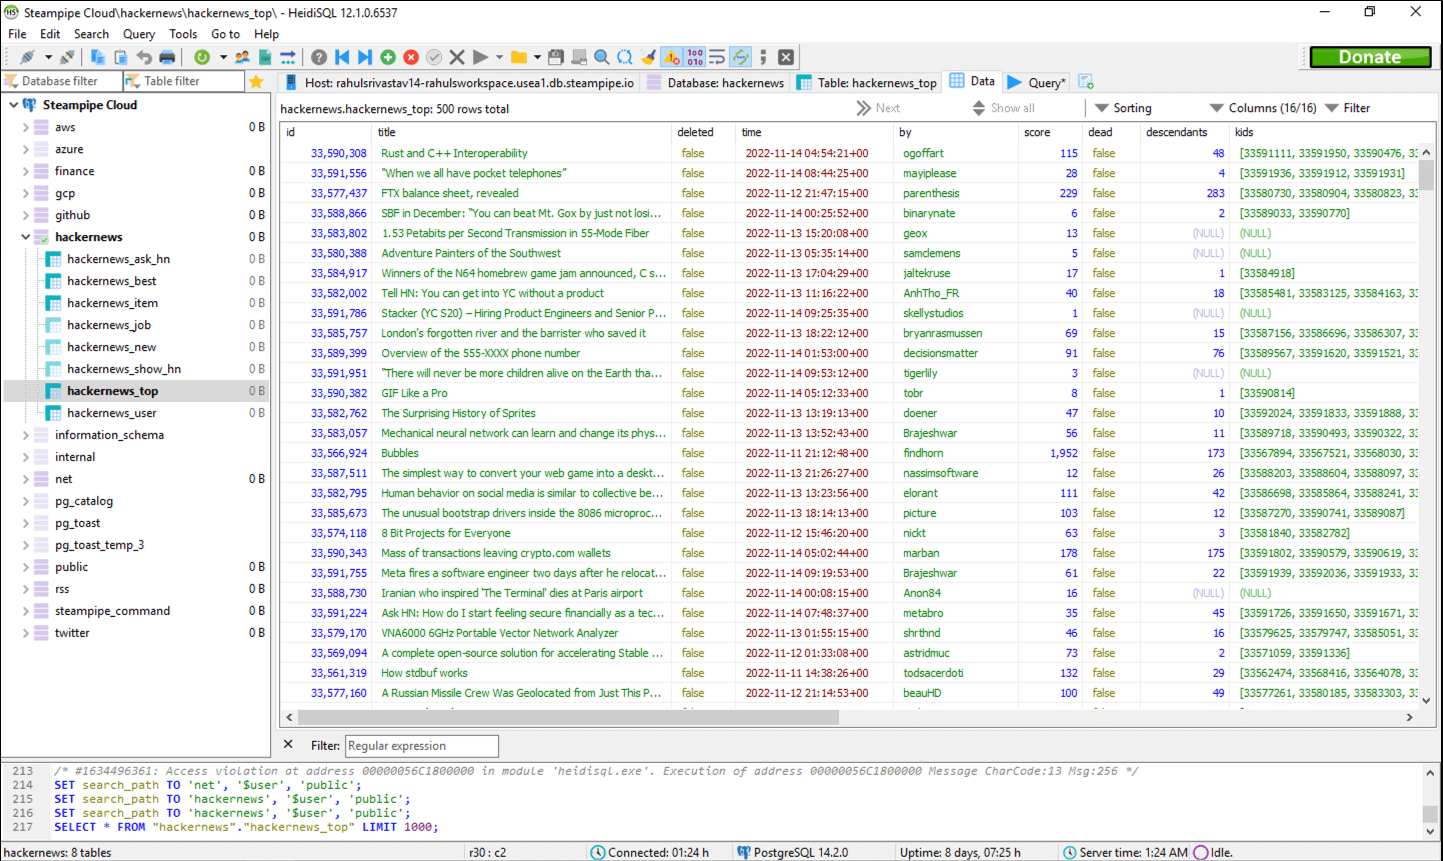 Steampipe Cloud\hackernews\hackernews_top\ - HeidiSQL 12.1.0.6537
File Edit Search Query Tools Go to Help
Donate
Database filter Table filter
Host: rahulsrivastav14-rahulsworkspace.usea1.db.steampipe.io Database: hackernews Table: hackernews_top Data Query*
Steampipe Cloud
aws 0 B
azure
finance 0 B
gcp 0 B
github 0 B
hackernews 0 B
hackernews_ask_hn 0 B
hackernews_best 0 B
hackernews_item 0 B
hackernews_job 0 B
hackernews_new 0 B
hackernews_show_hn 0 B
hackernews_top 0 B
hackernews_user 0 B
information_schema
internal
net 0 B
pg_catalog
pg_toast
pg_toast_temp_3
public 0 B
rss 0 B
steampipe_command 0 B
twitter 0 B
hackernews.hackernews_top: 500 rows total Next Show all Sorting Columns (16/16) Filter
id title deleted time by score dead descendants kids
33,590,308 Rust and C++ Interoperability false 2022-11-14 04:54:21+00 ogoffart 115 false 48 [33591111, 33591950, 33590476, 33
33,591,556 "When we all have pocket telephones" false 2022-11-14 08:44:25+00 mayiplease 28 false 4 [33591936, 33591912, 33591931]
33,577,437 FTX balance sheet, revealed false 2022-11-12 21:47:15+00 parenthesis 229 false 283 [33580730, 33580904, 33580823, 33
33,588,866 SBF in December: "You can beat Mt. Gox by just not losi... false 2022-11-14 00:25:52+00 binarynate 6 false 2 [33589033, 33590770]
33,583,802 1.53 Petabits per Second Transmission in 55-Mode Fiber false 2022-11-13 15:20:08+00 geox 13 false (NULL) (NULL)
33,580,388 Adventure Painters of the Southwest false 2022-11-13 05:35:14+00 samclemens 5 false (NULL) (NULL)
33,584,917 Winners of the N64 homebrew game jam announced, C s... false 2022-11-13 17:04:29+00 jaltekruse 17 false 1 [33584918]
33,582,002 Tell HN: You can get into YC without a product false 2022-11-13 11:16:22+00 AnhTho_FR 40 false 18 [33585481, 33583125, 33584163, 33
33,591,786 Stacker (YC S20) – Hiring Product Engineers and Senior P... false 2022-11-14 09:25:35+00 skellystudios 1 false (NULL) (NULL)
33,585,757 London's forgotten river and the barrister who saved it false 2022-11-13 18:22:12+00 bryanrasmussen 69 false 15 [33587156, 33586696, 33586307, 33
33,589,399 Overview of the 555-XXXX phone number false 2022-11-14 01:53:00+00 decisionsmatter 91 false 76 [33589567, 33591620, 33591521, 33
33,591,951 "There will never be more children alive on the Earth tha... false 2022-11-14 09:53:12+00 tigerlily 3 false (NULL) (NULL)
33,590,382 GIF Like a Pro false 2022-11-14 05:12:33+00 tobr 8 false 1 [33590814]
33,582,762 The Surprising History of Sprites false 2022-11-13 13:19:13+00 doener 47 false 10 [33592024, 33591833, 33591888, 33
33,583,057 Mechanical neural network can learn and change its phys... false 2022-11-13 13:52:43+00 Brajeshwar 56 false 11 [33589718, 33590493, 33590322, 33
33,566,924 Bubbles false 2022-11-11 21:12:48+00 findhorn 1,952 false 173 [33567894, 33567521, 33568030, 33
33,587,511 The simplest way to convert your web game into a deskt... false 2022-11-13 21:26:27+00 nassimsoftware 12 false 26 [33588203, 33588604, 33588097, 33
33,582,795 Human behavior on social media is similar to collective be... false 2022-11-13 13:23:56+00 elorant 111 false 42 [33586698, 33585864, 33588241, 33
33,585,673 The unusual bootstrap drivers inside the 8086 microproc... false 2022-11-13 18:14:13+00 picture 103 false 12 [33587270, 33590741, 33589087]
33,574,118 8 Bit Projects for Everyone false 2022-11-12 15:46:20+00 nickt 63 false 3 [33581840, 33582782]
33,590,343 Mass of transactions leaving crypto.com wallets false 2022-11-14 05:02:44+00 marban 178 false 175 [33591802, 33590579, 33590619, 33
33,591,755 Meta fires a software engineer two days after he relocat... false 2022-11-14 09:19:53+00 Brajeshwar 61 false 22 [33591939, 33592036, 33591933, 33
33,588,730 Iranian who inspired 'The Terminal' dies at Paris airport false 2022-11-14 00:08:15+00 Anon84 16 false (NULL) (NULL)
33,591,224 Ask HN: How do I start feeling secure financially as a tec... false 2022-11-14 07:48:37+00 metabro 35 false 45 [33591726, 33591650, 33591671, 33
33,579,170 VNA6000 6GHz Portable Vector Network Analyzer false 2022-11-13 01:55:15+00 shrthnd 46 false 16 [33579625, 33579747, 33585051, 33
33,569,094 A complete open-source solution for accelerating Stable ... false 2022-11-12 01:33:08+00 astridmuc 73 false 2 [33571059, 33591336]
33,561,319 How stdbuf works false 2022-11-11 14:38:26+00 todsacerdoti 132 false 29 [33562474, 33568416, 33564078, 33
33,577,160 A Russian Missile Crew Was Geolocated from Just This P... false 2022-11-12 21:14:53+00 beauHD 100 false 49 [33577261, 33580185, 33583303, 33
Filter: Regular expression
213 /* #1634496361: Access violation at address 00000056C1800000 in module 'heidisql.exe'. Execution of address 00000056C1800000 Message CharCode:13 Msg:256 */
214 SET search_path TO 'net', '$user', 'public';
215 SET search_path TO 'hackernews', '$user', 'public';
216 SET search_path TO 'hackernews', '$user', 'public';
217 SELECT * FROM "hackernews"."hackernews_top" LIMIT 1000;
hackernews: 8 tables r30 : c2 Connected: 01:24 h PostgreSQL 14.2.0 Uptime: 8 days, 07:25 h Server time: 1:24 AM Idle.